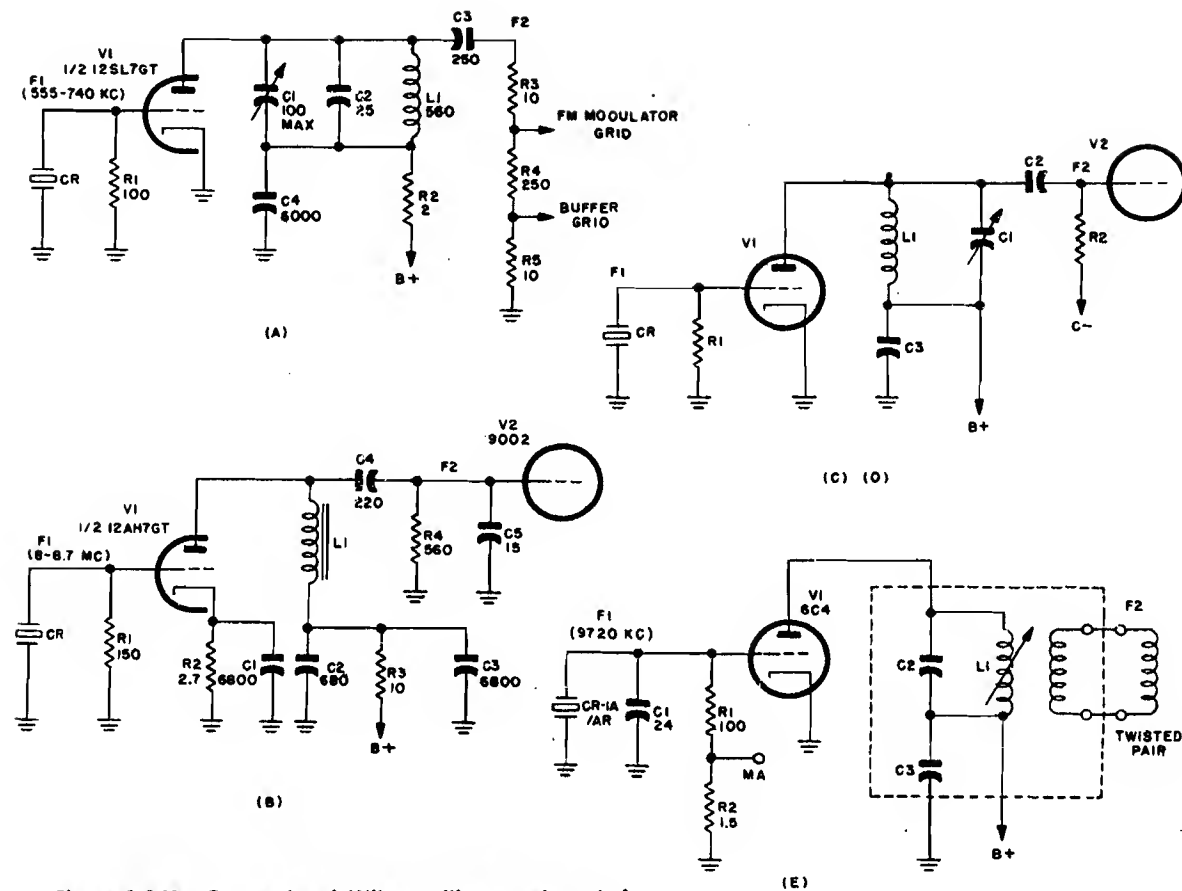 V1
1/2 12SL7GT
F1
(555-740 KC)
CR
R1
100
C1
100
MAX
C2
25
L1
560
C3
250
F2
R3
10
FM MODULATOR
GRID
R4
250
BUFFER
GRID
R5
10
C4
6000
R2
2
B+
(A)
V1
1/2 12AH7GT
F1
(8-8.7 MC)
CR
R1
150
R2
2.7
C1
6800
C2
680
R3
10
C3
6800
B+
L1
C4
220
F2
R4
560
C5
15
V2
9002
(B)
F1
CR
R1
V1
L1
C3
C1
B+
C2
F2
V2
R2
C-
(C) (D)
F1
(9720 KC)
CR-1A
/AR
C1
24
R1
100
MA
R2
1.5
V1
6C4
C2
L1
C3
B+
F2
TWISTED
PAIR
(E)